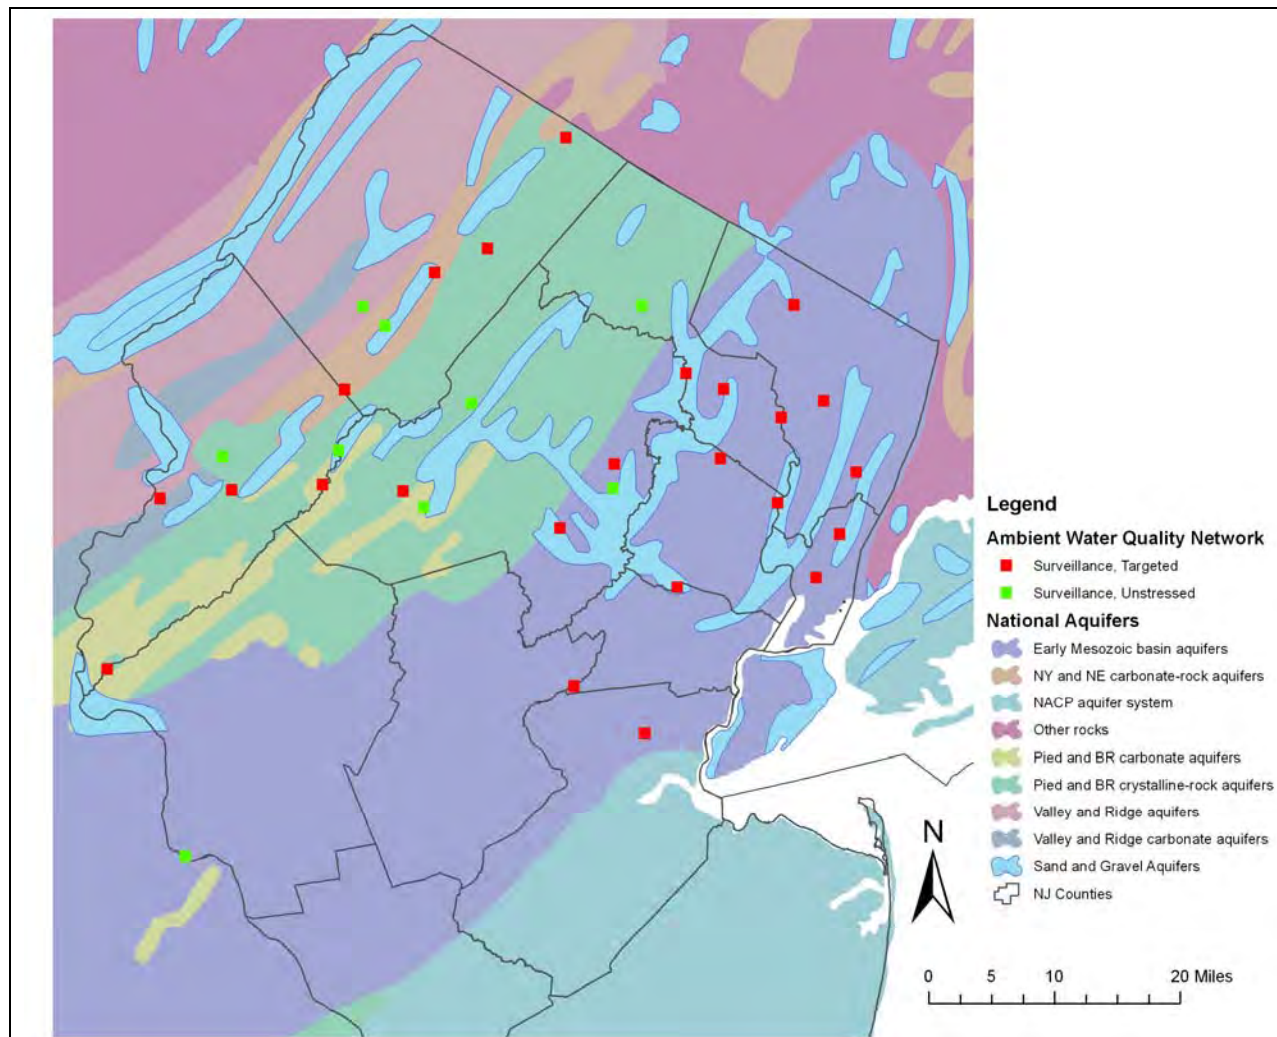 Legend
Ambient Water Quality Network
Surveillance, Targeted
Surveillance, Unstressed
National Aquifers
Early Mesozoic basin aquifers
NY and NE carbonate-rock aquifers
NACP aquifer system
Other rocks
Pied and BR carbonate aquifers
Pied and BR crystalline-rock aquifers
Valley and Ridge aquifers
Valley and Ridge carbonate aquifers
Sand and Gravel Aquifers
NJ Counties
N
0 5 10 20 Miles